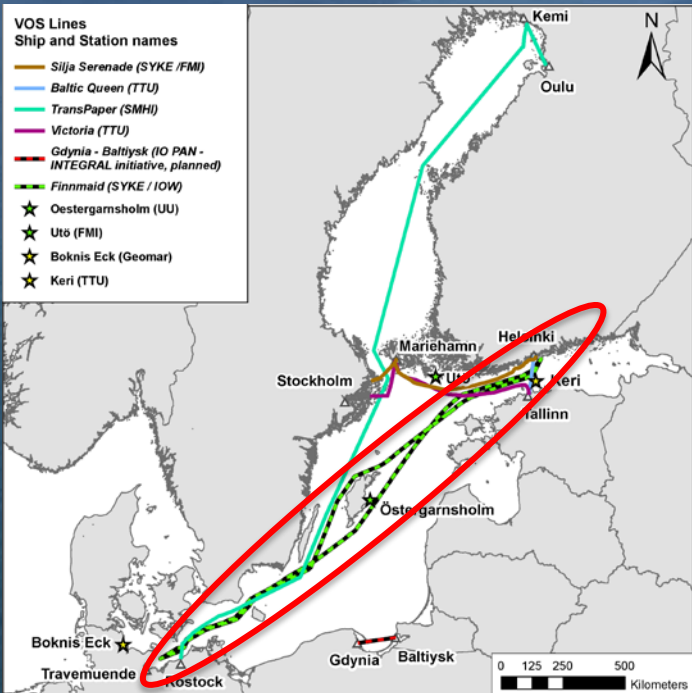 VOS Lines
Ship and Station names
Silja Serenade (SYKE /FMI)
Baltic Queen (TTU)
TransPaper (SMHI)
Victoria (TTU)
Gdynia - Baltiysk (IO PAN -
INTEGRAL initiative, planned)
Finnmaid (SYKE / IOW)
Oestergarnsholm (UU)
Utö (FMI)
Boknis Eck (Geomar)
Keri (TTU)
Kemi
N
Oulu
Helsinki
Mariehamn
Utö
Keri
Stockholm
Tallinn
Östergarnsholm
Boknis Eck
Travemuende
Rostock
Gdynia
Baltiysk
0 125 250 500
Kilometers